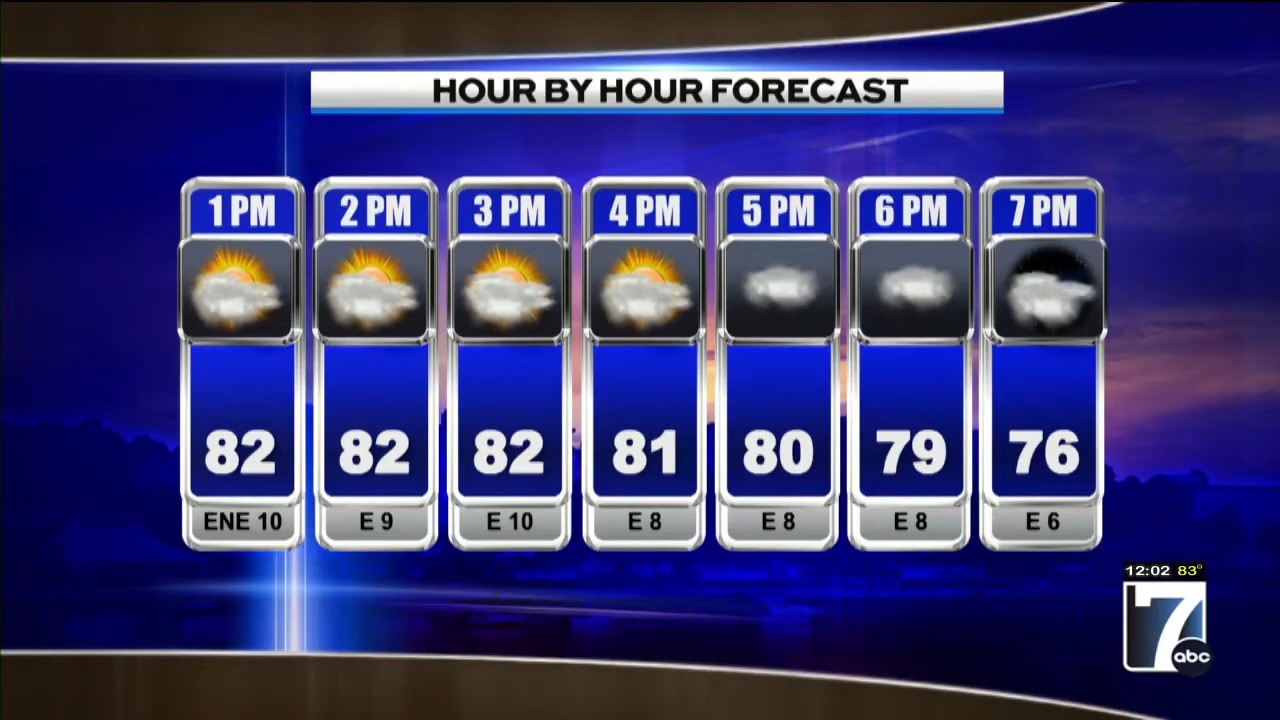 HOUR BY HOUR FORECAST
1 PM 2 PM 3 PM 4 PM 5 PM 6 PM 7 PM
82 82 82 81 80 79 76
ENE 10 E 9 E 10 E 8 E 8 E 8 E 6
12:02 83°
7
abc